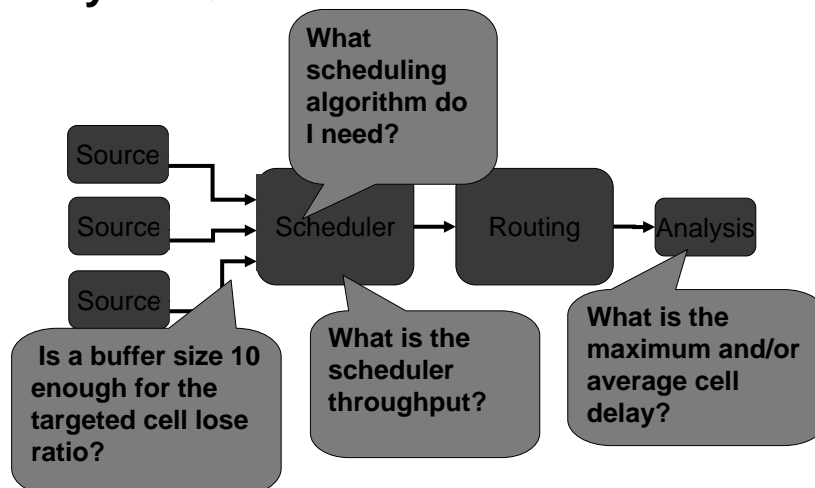 What
scheduling
algorithm do
I need?
Source
Source
Scheduler
Routing
Analysis
Source
Is a buffer size 10
enough for the
targeted cell lose
ratio?
What is the
scheduler
throughput?
What is the
maximum and/or
average cell
delay?